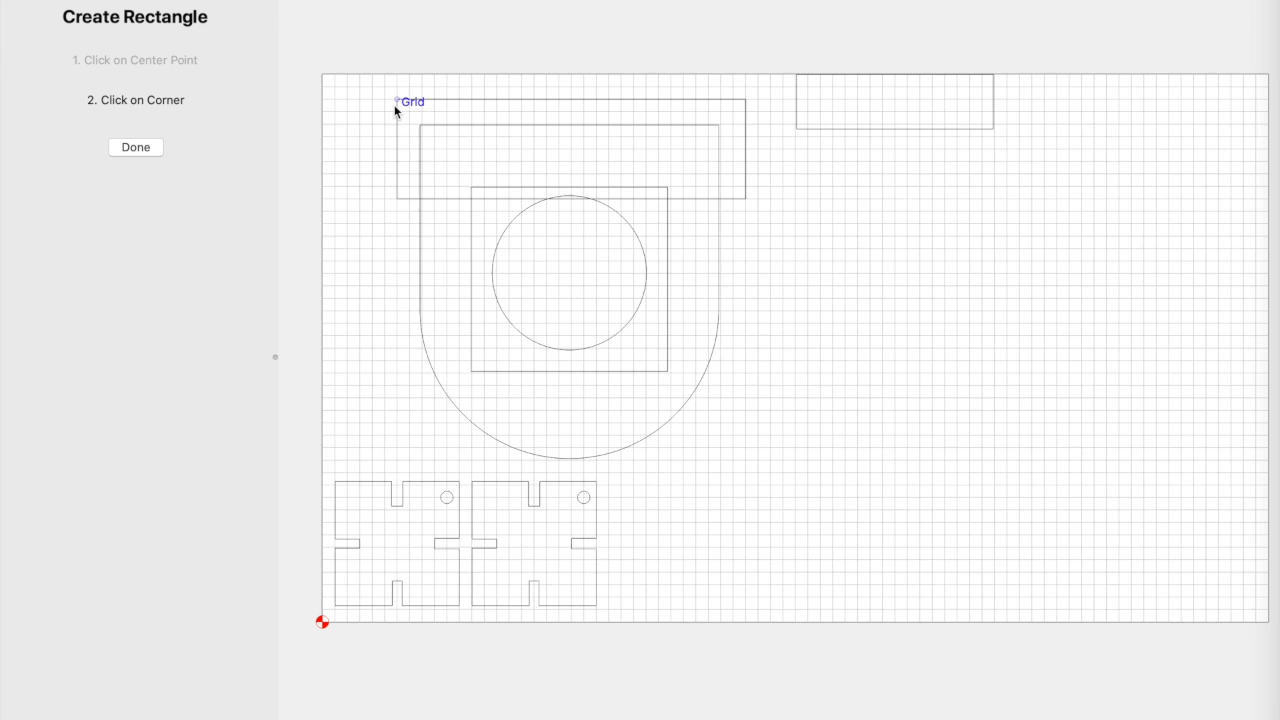 Create Rectangle
1. Click on Center Point
2. Click on Corner
Done
Grid